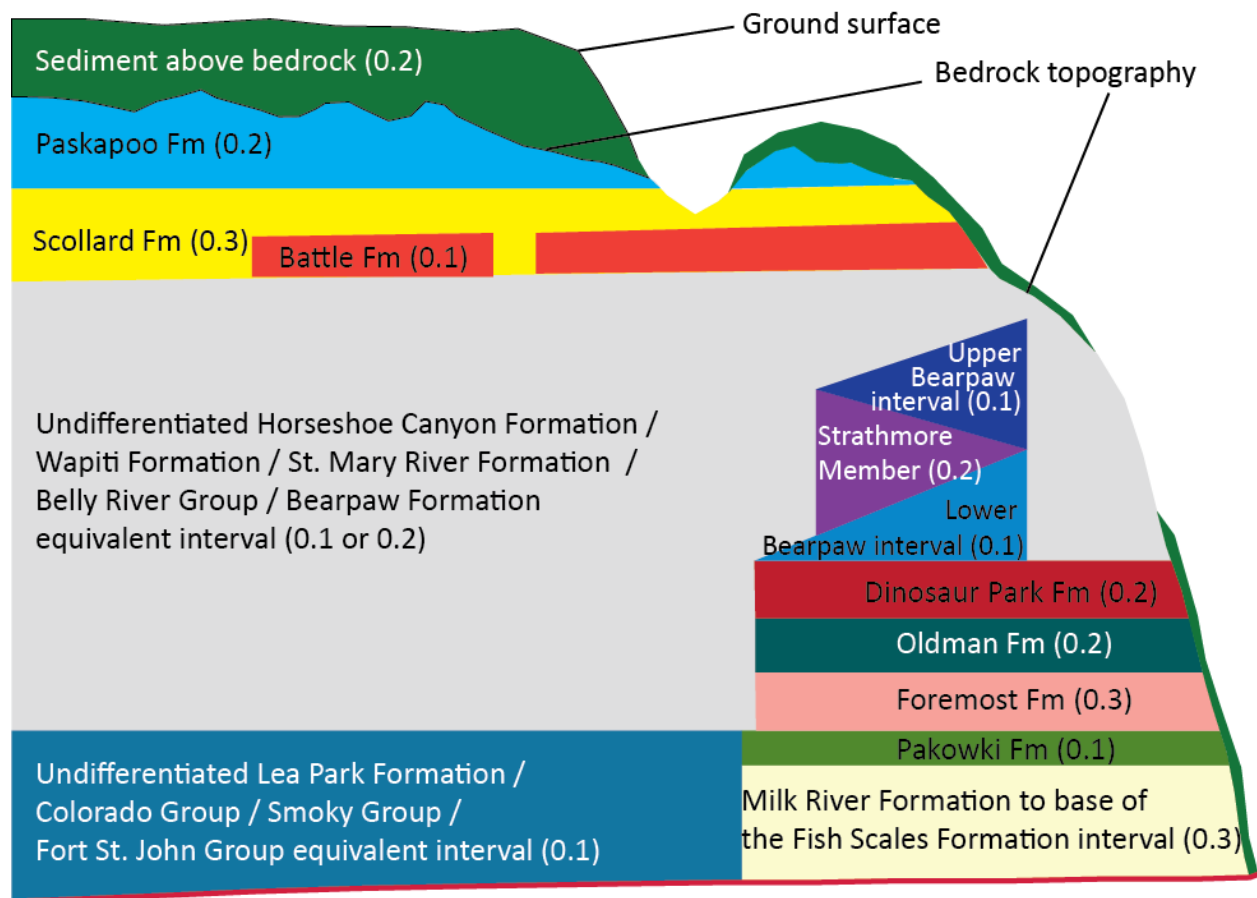 Ground surface
Sediment above bedrock (0.2)
Bedrock topography
Paskapoo Fm (0.2)
Scollard Fm (0.3)
Battle Fm (0.1)
Upper
Bearpaw
interval (0.1)
Undifferentiated Horseshoe Canyon Formation /
Wapiti Formation / St. Mary River Formation /
Belly River Group / Bearpaw Formation
equivalent interval (0.1 or 0.2)
Strathmore
Member (0.2)
Lower
Bearpaw interval (0.1)
Dinosaur Park Fm (0.2)
Oldman Fm (0.2)
Foremost Fm (0.3)
Pakowki Fm (0.1)
Undifferentiated Lea Park Formation /
Colorado Group / Smoky Group /
Fort St. John Group equivalent interval (0.1)
Milk River Formation to base of
the Fish Scales Formation interval (0.3)